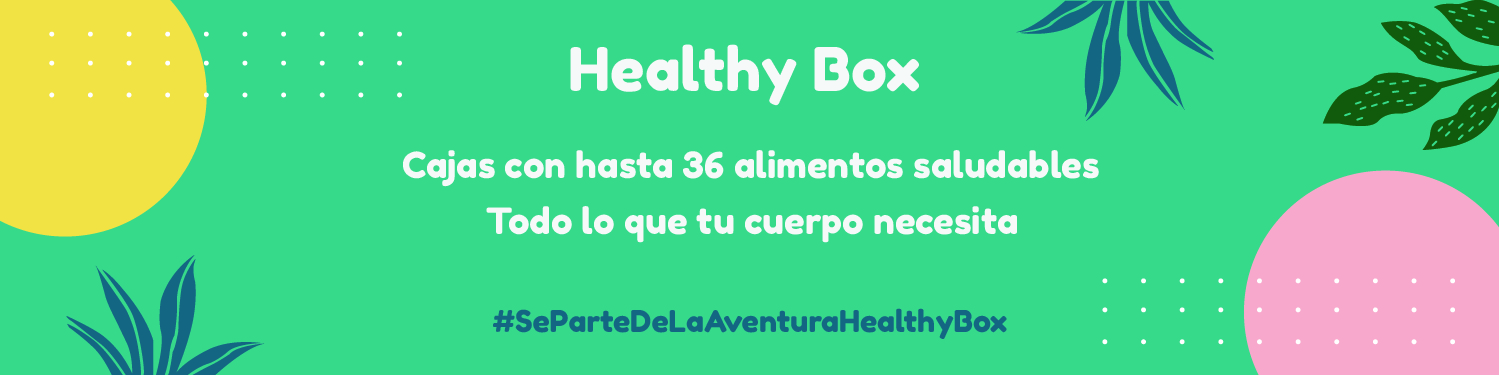 Healthy Box
Cajas con hasta 36 alimentos saludables
Todo lo que tu cuerpo necesita
#SeParteDeLaAventuraHealthyBox